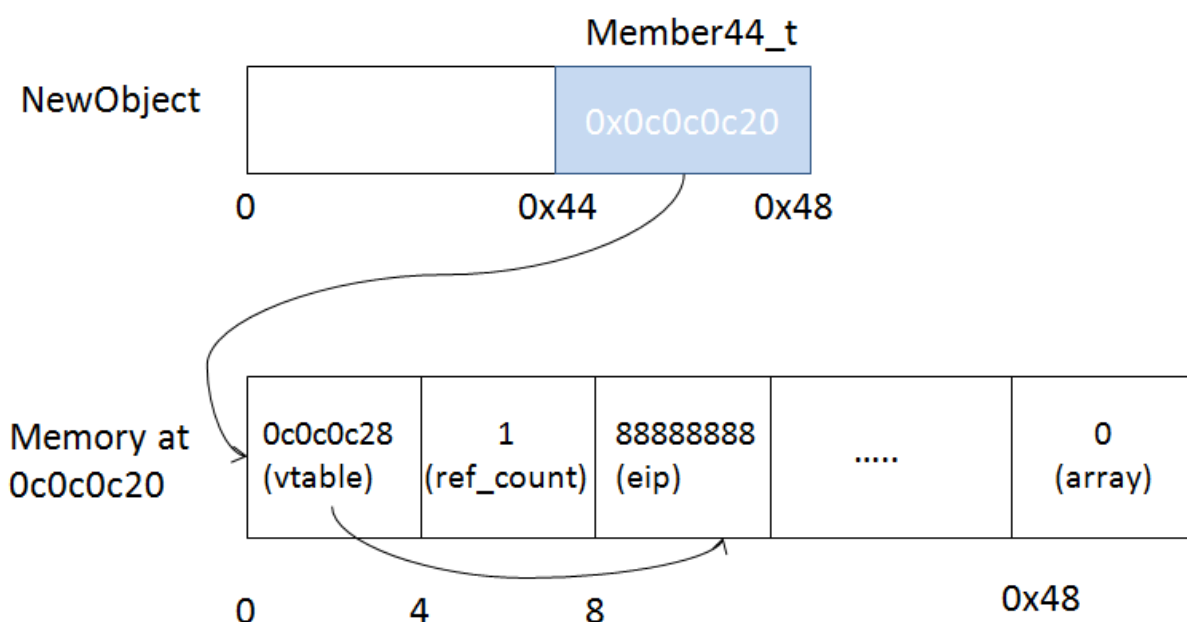 Member44_t
NewObject
0x0c0c0c20
0 0x44 0x48
Memory at
0c0c0c20
0c0c0c28
(vtable)
1
(ref_count)
88888888
(eip)
.....
0
(array)
0 4 8 0x48